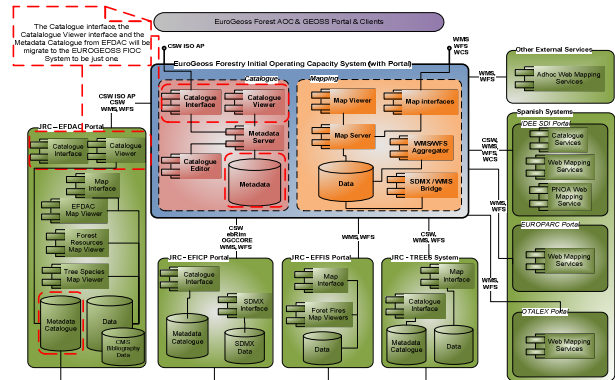 EuroGeoss Forest AOC & GEOSS Portal & Clients
The Catalogue interface, the
Catalalogue Viewer interface and the
Metadata Catalogue from EFDAC will be
migrate to the EUROGEOSS FIOC
System to be just one
CSW ISO AP
WMS
WFS
WCS
EuroGeoss Forestry Initial Operating Capacity System (with Portal)
Catalogue
Catalogue
Interface
Catalogue
Viewer
Metadata
Server
Catalogue
Editor
Metadata
Mapping
Map Viewer
Map interfaces
Map Server
WMS/WFS
Aggregator
Data
SDMX / WMS
Bridge
WMS,
WFS
Other External Services
Adhoc Web Mapping
Services
CSW ISO AP
CSW
WMS, WFS
JRC – EFDAC Portal
Catalogue
Interface
Catalogue
Viewer
Map
Interface
EFDAC
Map Viewer
Forest
Resources
Map Viewer
Tree Species
Map Viewer
Metadata
Catalogue
Data
CMS
Bibliography
Data
CSW
ebRim
OGCCORE
WMS, WFS
JRC - EFICP Portal
Catalogue
Interface
SDMX
Interface
Metadata
Catalogue
SDMX
Data
WMS, WFS
JRC - EFFIS Portal
Map
Interface
Foret Fires
Map Viewers
Data
CSW,
WMS, WFS
JRC - TREES System
Map
Interface
Catalogue
Interface
Metadata
Catalogue
Data
CSW,
WMS,
WFS,
WCS
Spanish Systems
IDEE SDI Portal
Catalogue
Services
Web Mapping
Services
PNOA Web
Mapping
Service
WMS,
WFS
EUROPARC Portal
Web Mapping
Services
WMS,
WFS
OTALEX Portal
Web Mapping
Services